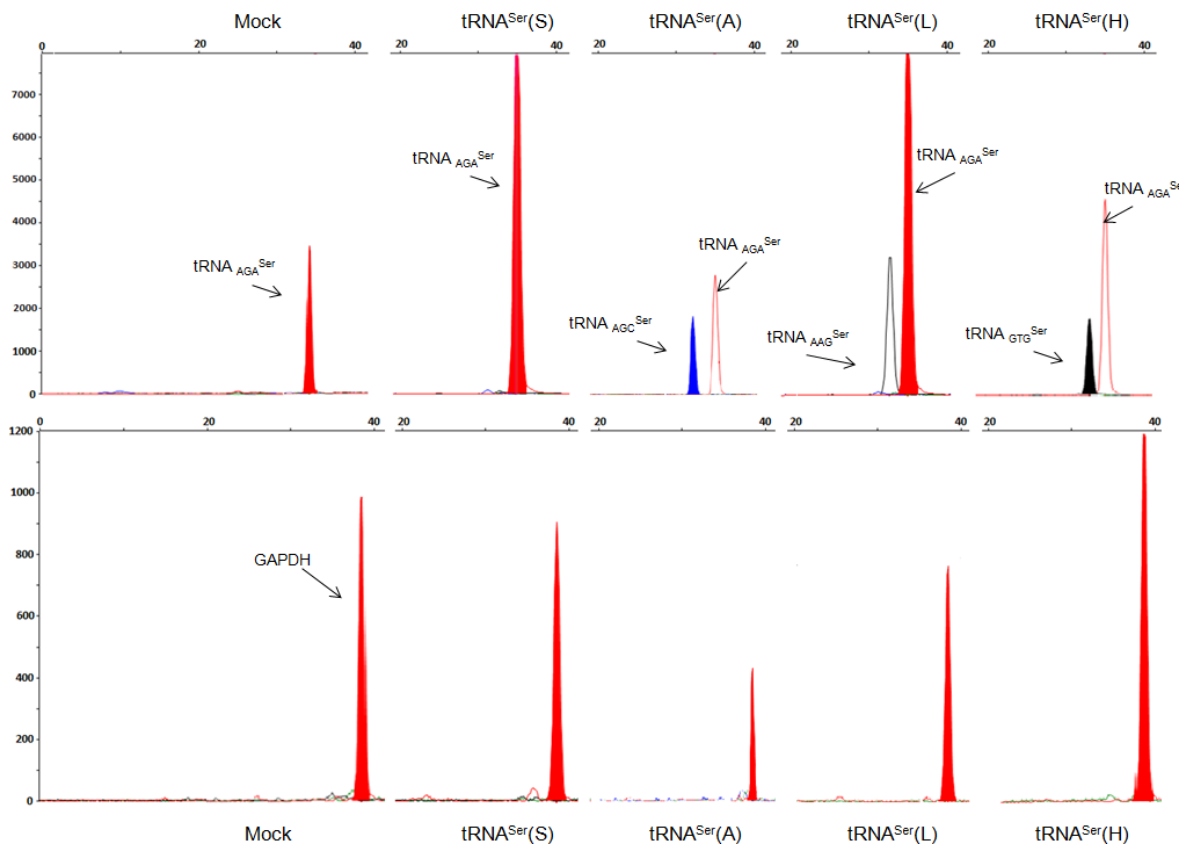 Mock tRNASer(S) tRNASer(A) tRNASer(L) tRNASer(H)
0 20 40 20 40 20 40 20 40 20 40
7000
6000
5000
4000
3000
2000
1000
0
tRNA AGASer
tRNA AGASer
tRNA AGCSer
tRNA AGASer
tRNA AAGSer
tRNA AGASer
tRNA GTGSer
tRNA AGASe
0 20 40 20 40 20 40 20 40 20 40
1200
1000
800
600
400
200
0
GAPDH
Mock tRNASer(S) tRNASer(A) tRNASer(L) tRNASer(H)